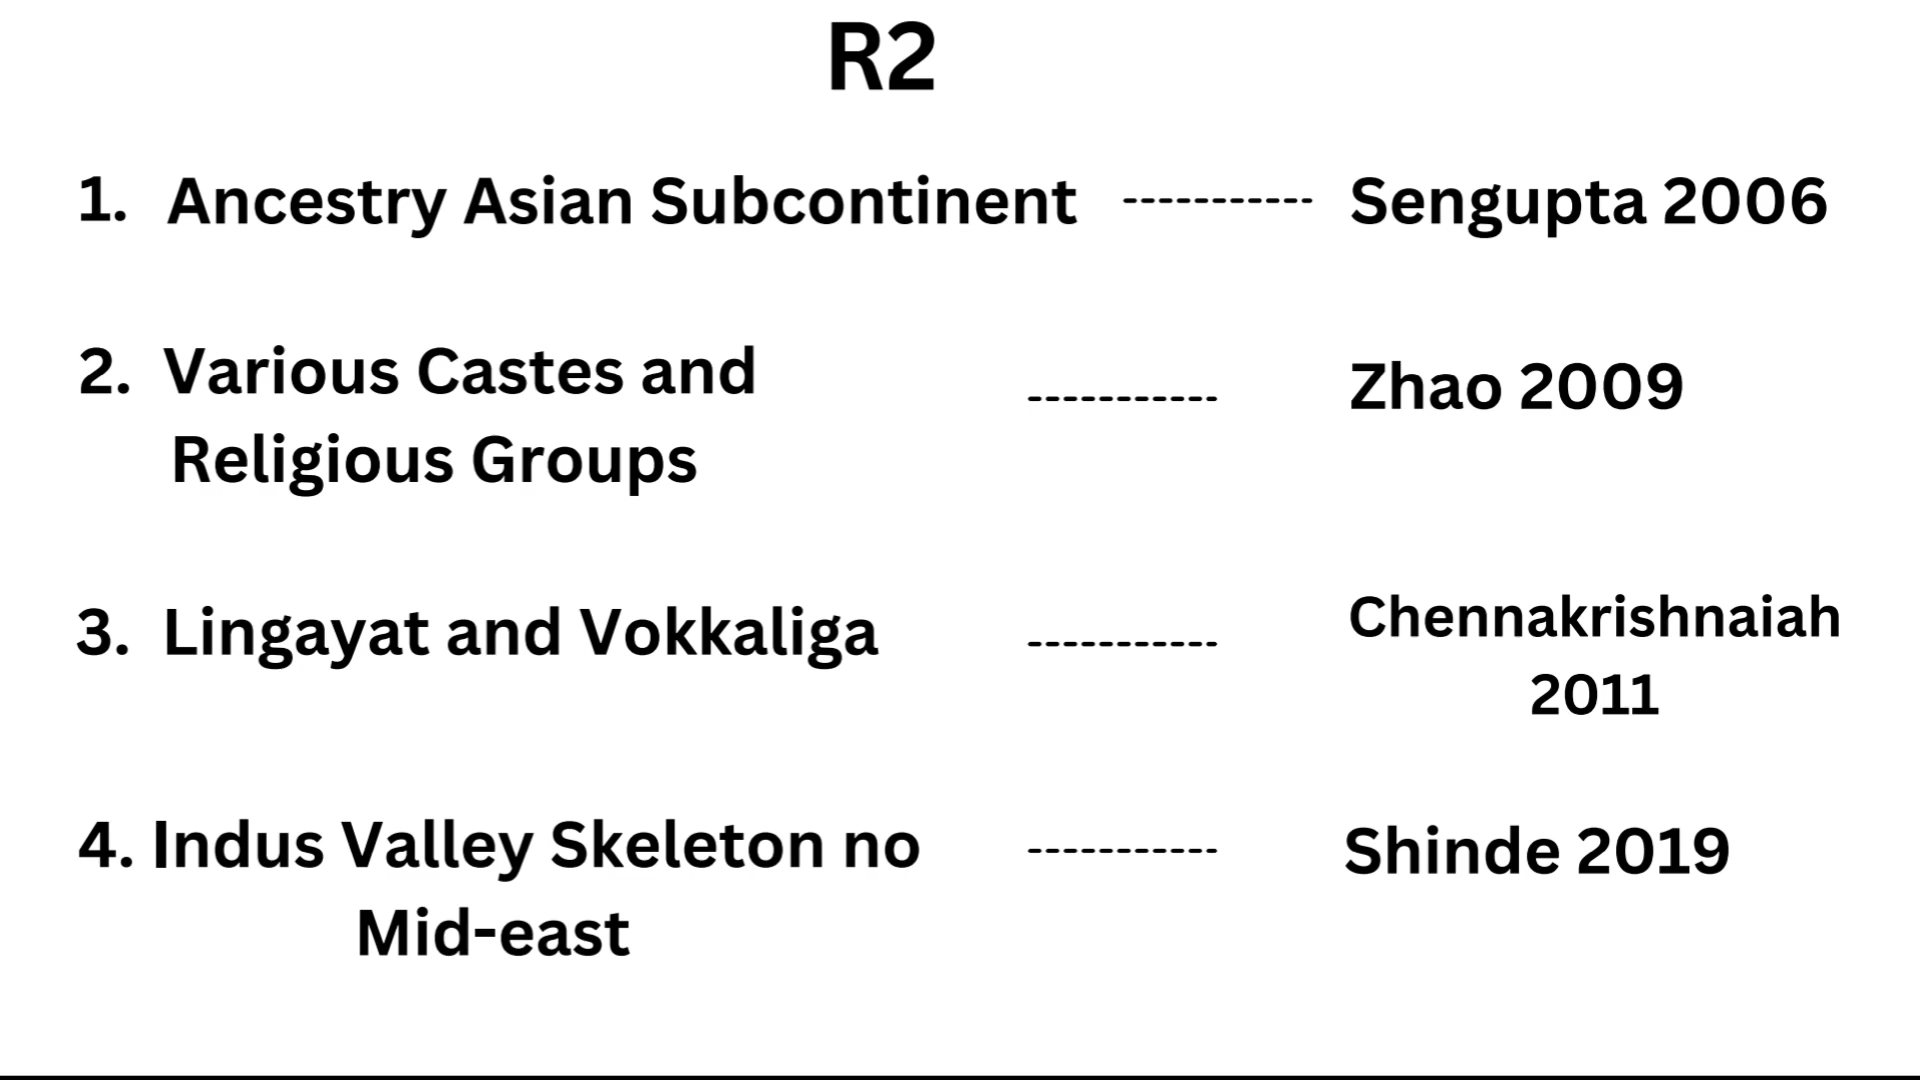 R2
1. Ancestry Asian Subcontinent ----------- Sengupta 2006
2. Various Castes and ----------- Zhao 2009
Religious Groups
3. Lingayat and Vokkaliga ----------- Chennakrishnaiah
2011
4. Indus Valley Skeleton no ----------- Shinde 2019
Mid-east